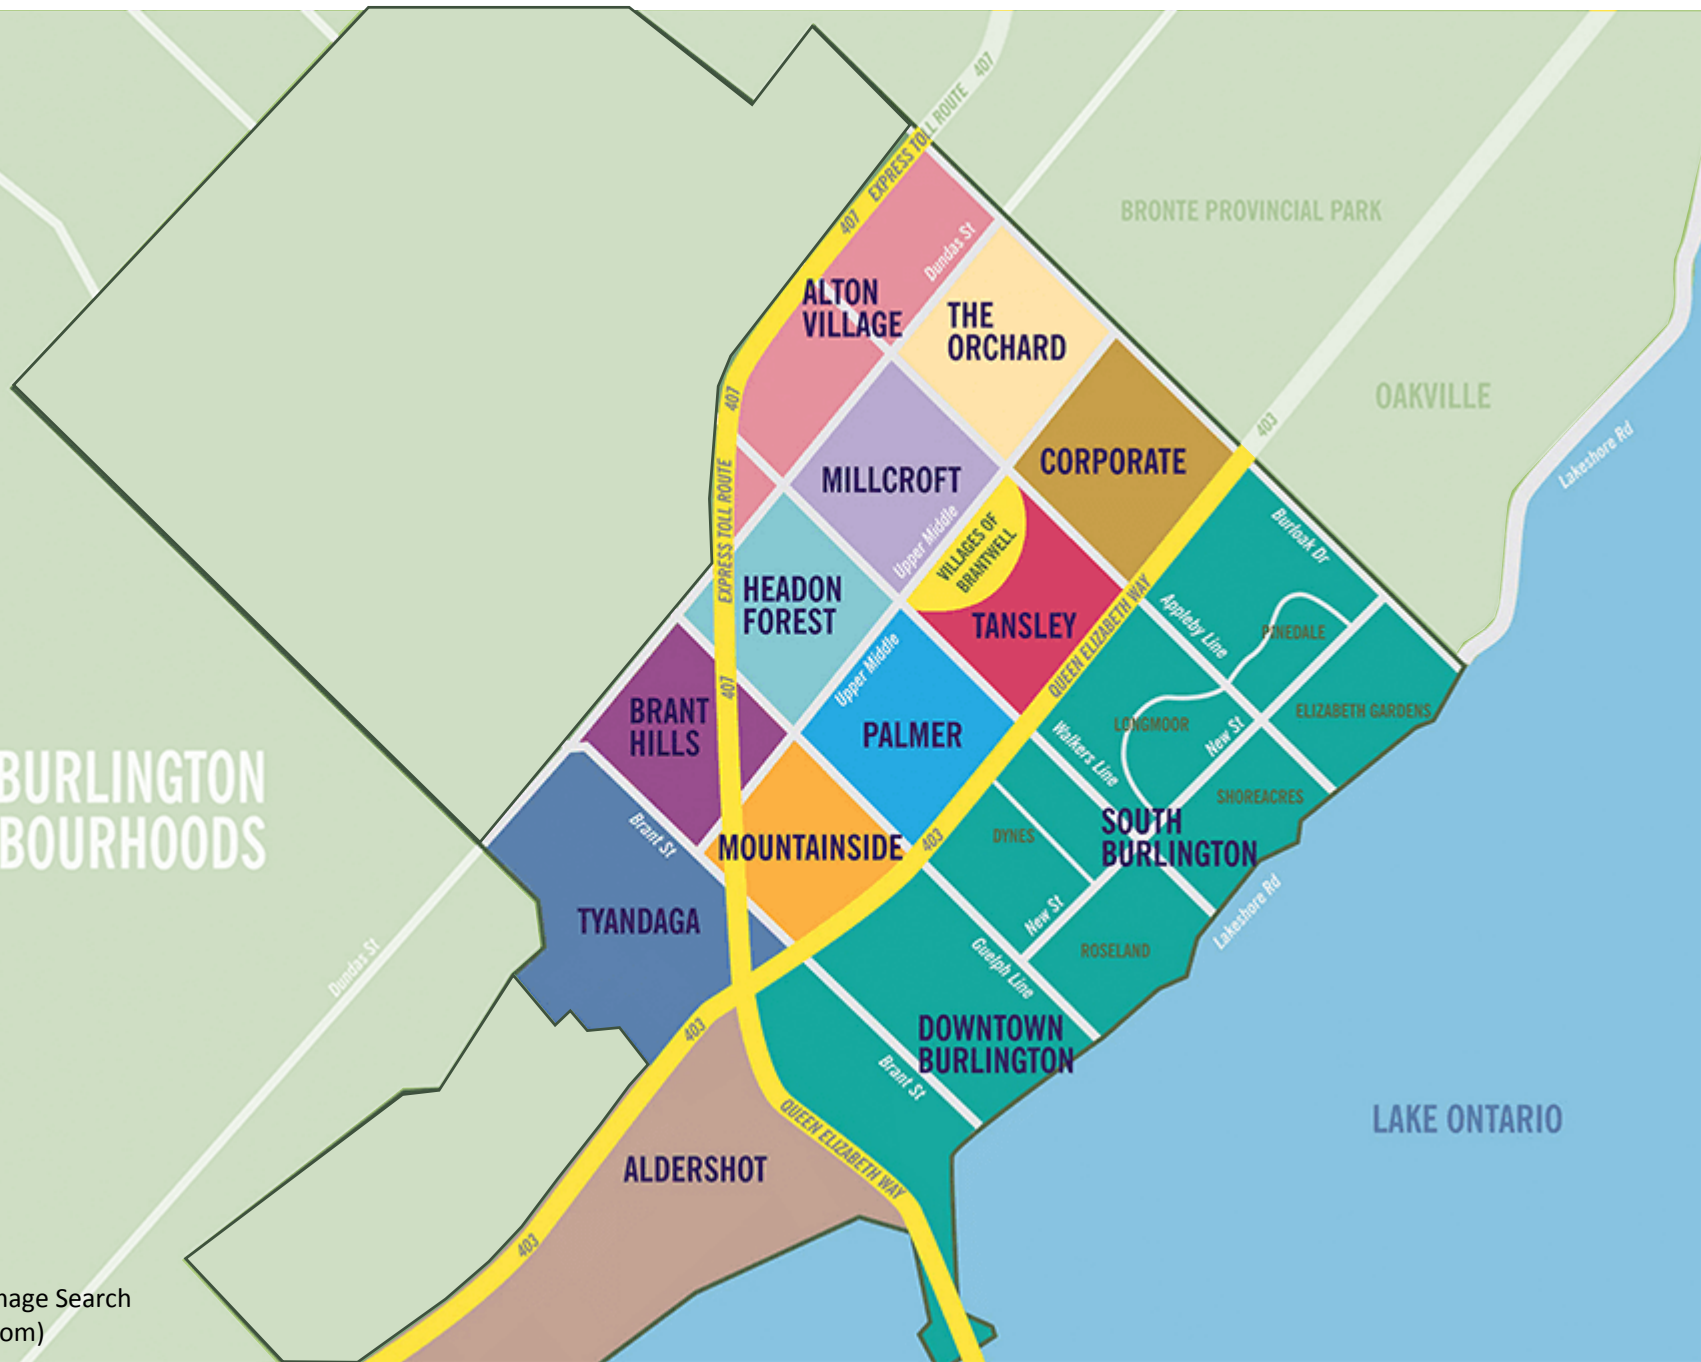 407
EXPRESS TOLL ROUTE
407
BRONTE PROVINCIAL PARK
Dundas St
ALTON
VILLAGE
THE
ORCHARD
407
OAKVILLE
403
Lakeshore Rd
CORPORATE
MILLCROFT
EXPRESS TOLL ROUTE
Upper Middle
VILLAGES OF
BRANTWELL
Burloak Dr
HEADON
FOREST
TANSLEY
QUEEN ELIZABETH WAY
Appleby Line
PINEDALE
Upper Middle
407
BRANT
HILLS
PALMER
LONGMOOR
ELIZABETH GARDENS
New St
Walkers Line
BURLINGTON
BOURHOODS
SHOREACRES
Brant St
MOUNTAINSIDE
403
DYNES
SOUTH
BURLINGTON
TYANDAGA
New St
Lakeshore Rd
ROSELAND
Guelph Line
Dundas St
403
DOWNTOWN
BURLINGTON
Brant St
LAKE ONTARIO
QUEEN ELIZABETH WAY
ALDERSHOT
403
mage Search
om)